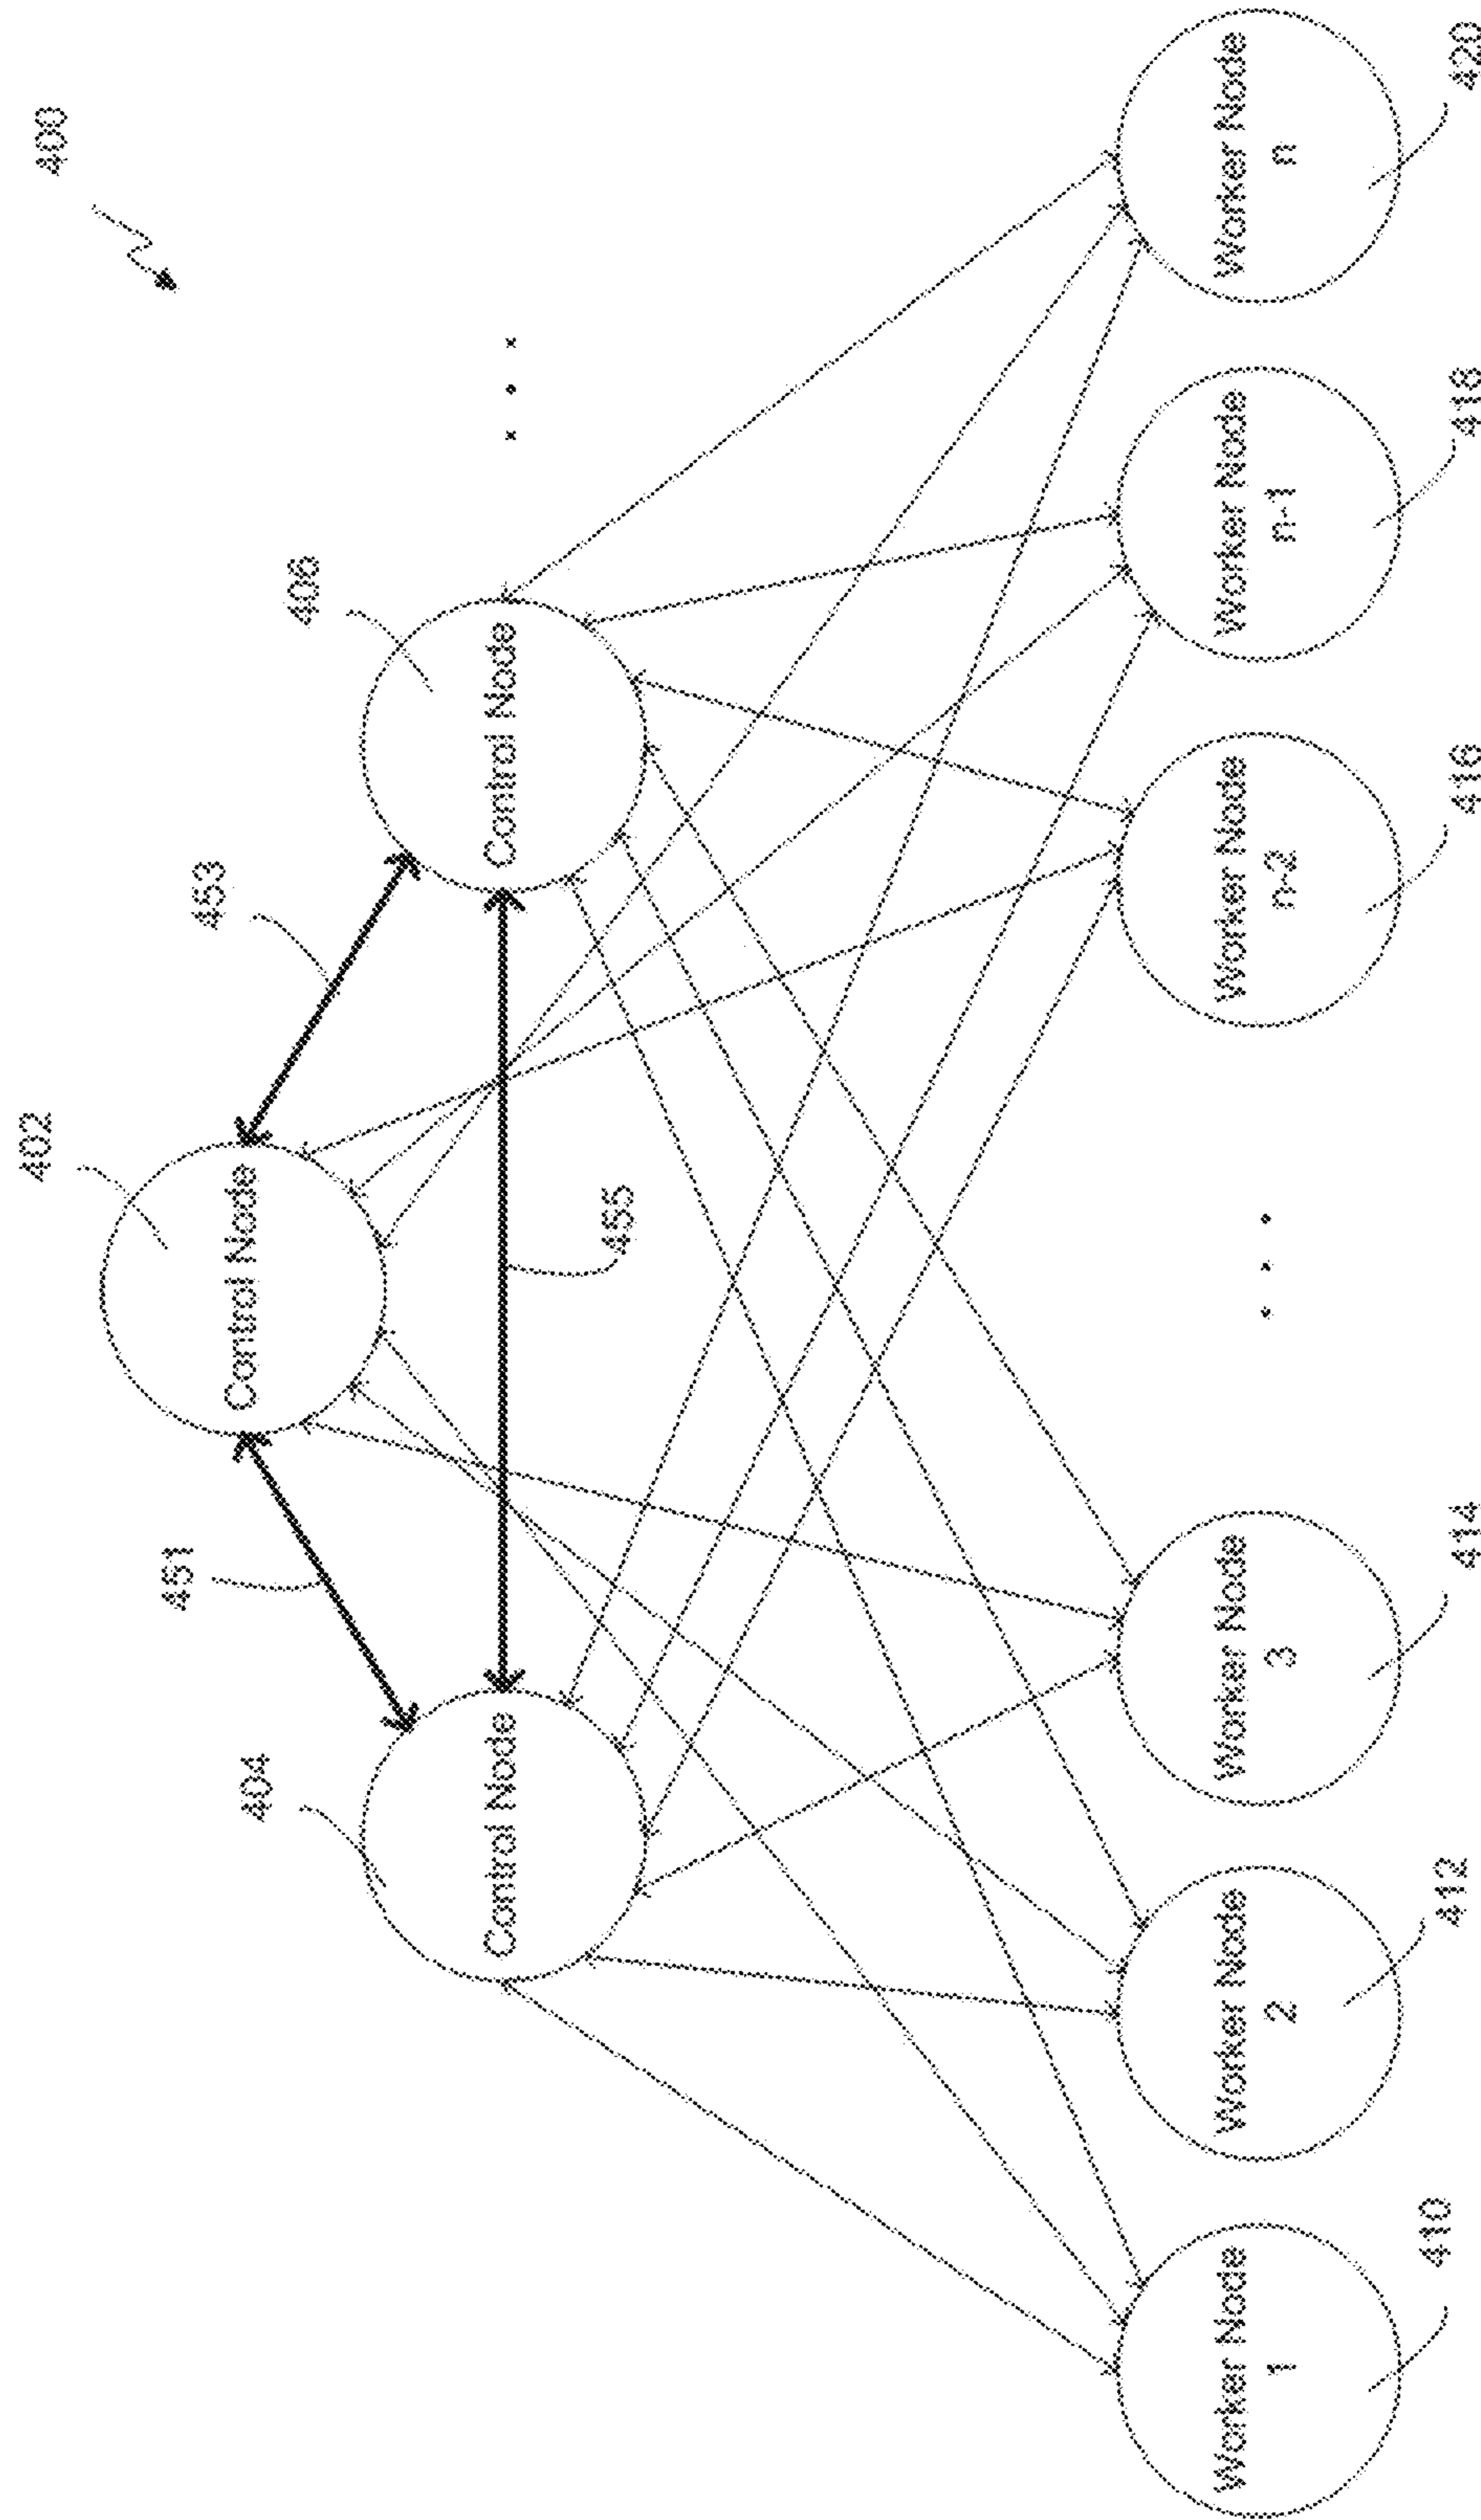 400
402
451
453
404
Control Node
406
Control Node
Control Node
455
Worker Node
1
Worker Node
2
Worker Node
3
Worker Node
n-2
Worker Node
n-1
Worker Node
n
410
412
414
416
418
420